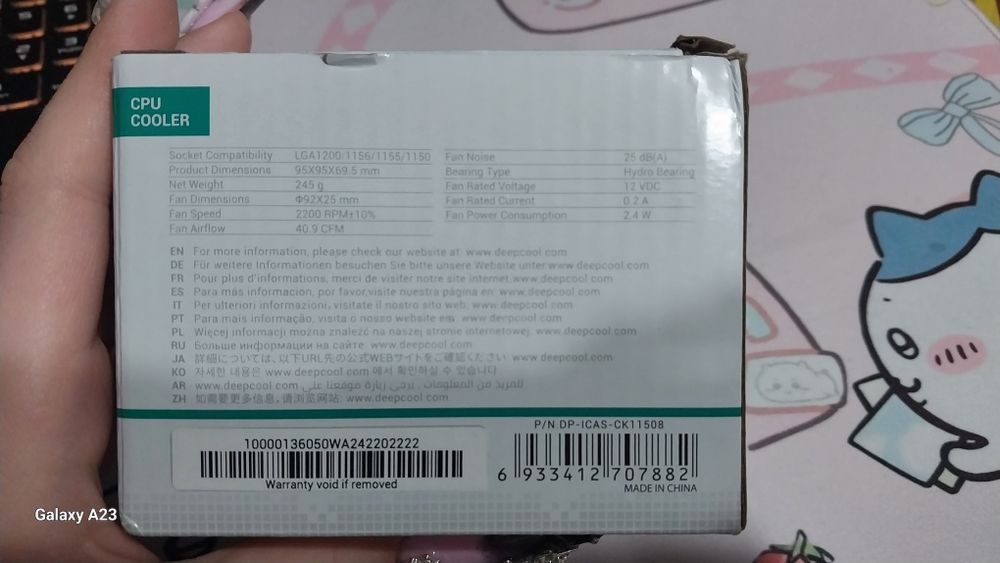 CPU
COOLER
Socket Compatibility LGA1200/1156/1155/1150
Product Dimensions 95X95X69.5 mm
Net Weight 245 g
Fan Dimensions Φ92X25 mm
Fan Speed 2200 RPM±10%
Fan Airflow 40.9 CFM
Fan Noise 25 dB(A)
Bearing Type Hydro Bearing
Fan Rated Voltage 12 VDC
Fan Rated Current 0.2 A
Fan Power Consumption 2.4 W
EN For more information, please check our website at: www.deepcool.com
DE Für weitere Informationen besuchen Sie bitte unsere Website unter:www.deepcool.com
FR Pour plus d'informations, merci de visiter notre site internet:www.deepcool.com
ES Para más información, por favor,visite nuestra página en: www.deepcool.com
IT Per ulteriori informazioni, visitate il nostro sito web: www.deepcool.com
PT Para mais informação, visita o nosso website em: www.deepcool.com
PL Więcej informacji można znaleźć na naszej stronie internetowej: www.deepcool.com
RU Больше информации на сайте: www.deepcool.com
JA 詳細については、以下URL先の公式WEBサイトをご確認ください: www.deepcool.com
KO 자세한 내용은 www.deepcool.com 에서 확인하실 수 있습니다
AR للمزيد من المعلومات , يرجى زيارة موقعنا على www.deepcool.com
ZH 如需要更多信息,请浏览网站: www.deepcool.com
P/N:DP-ICAS-CK11508
10000136050WA242202222
Warranty void if removed
6 933412 707882
MADE IN CHINA
Galaxy A23